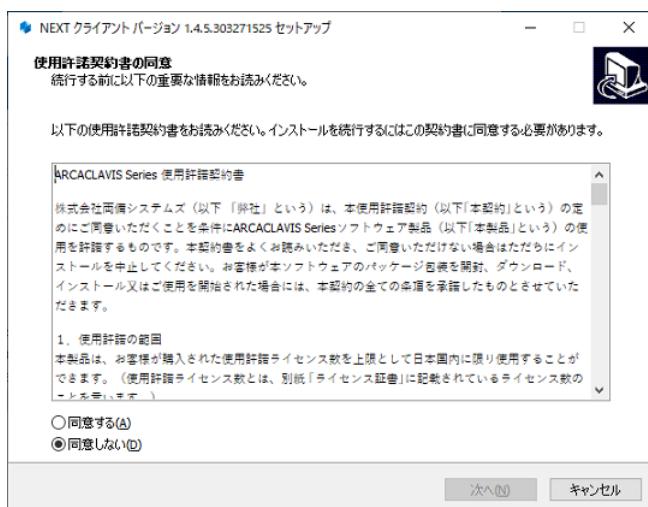 NEXT クライアント バージョン 1.4.5.303271525 セットアップ
使用許諾契約書の同意
続行する前に以下の重要な情報をお読みください。
以下の使用許諾契約書をお読みください。インストールを続行するにはこの契約書に同意する必要があります。
ARCACLAVIS Series 使用許諾契約書
株式会社両備システムズ（以下 「弊社」 という）は、本使用許諾契約（以下「本契約」という）の定
めにご同意いただくことを条件にARCACLAVIS Seriesソフトウェア製品（以下「本製品」という）の使
用を許諾するものです。本契約書をよくお読みいただき、ご同意いただけない場合はただちにイン
ストールを中止してください。お客様が本ソフトウェアのパッケージ包装を開封、ダウンロード、
インストール又はご使用を開始された場合には、本契約の全ての条項を承諾したものとさせていた
だきます。
１．使用許諾の範囲
本製品は、お客様が購入された使用許諾ライセンス数を上限として日本国内に限り使用することが
できます。（使用許諾ライセンス数とは、別紙「ライセンス証書」に記載されているライセンス数の
ことを言います。）
同意する(A)
同意しない(D)
次へ(N)
キャンセル